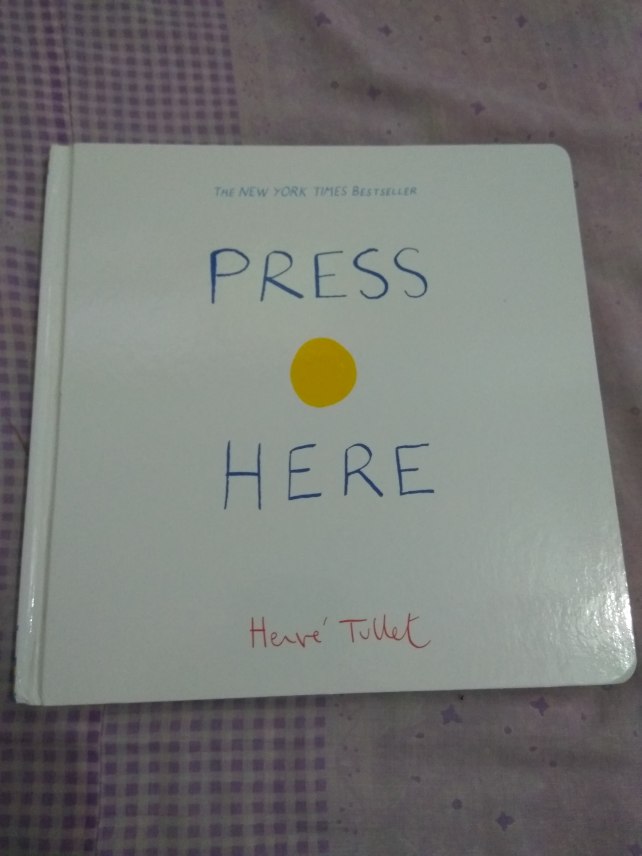 THE NEW YORK TIMES BESTSELLER
PRESS
HERE
Hervé Tullet